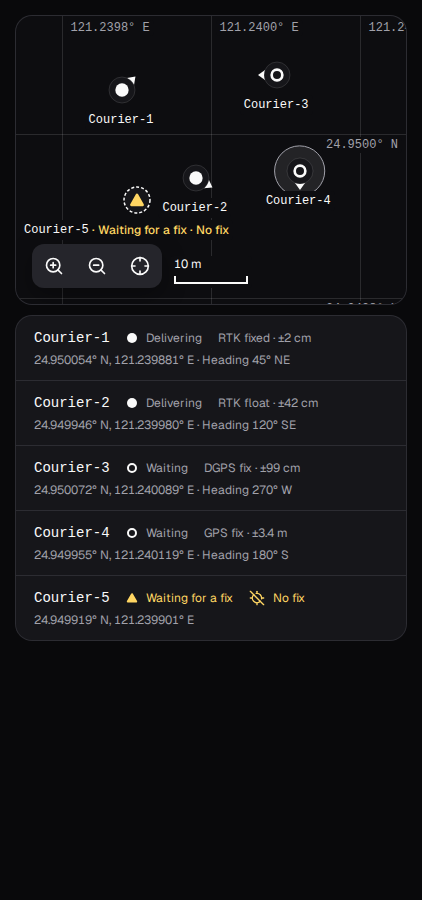 121.2398° E
121.2400° E
121.2
Courier-3
Courier-1
24.9500° N
Courier-4
Courier-2
Courier-5 · Waiting for a fix · No fix
10 m
Courier-1 Delivering RTK fixed · ±2 cm
24.950054° N, 121.239881° E · Heading 45° NE
Courier-2 Delivering RTK float · ±42 cm
24.949946° N, 121.239980° E · Heading 120° SE
Courier-3 Waiting DGPS fix · ±99 cm
24.950072° N, 121.240089° E · Heading 270° W
Courier-4 Waiting GPS fix · ±3.4 m
24.949955° N, 121.240119° E · Heading 180° S
Courier-5 Waiting for a fix No fix
24.949919° N, 121.239901° E